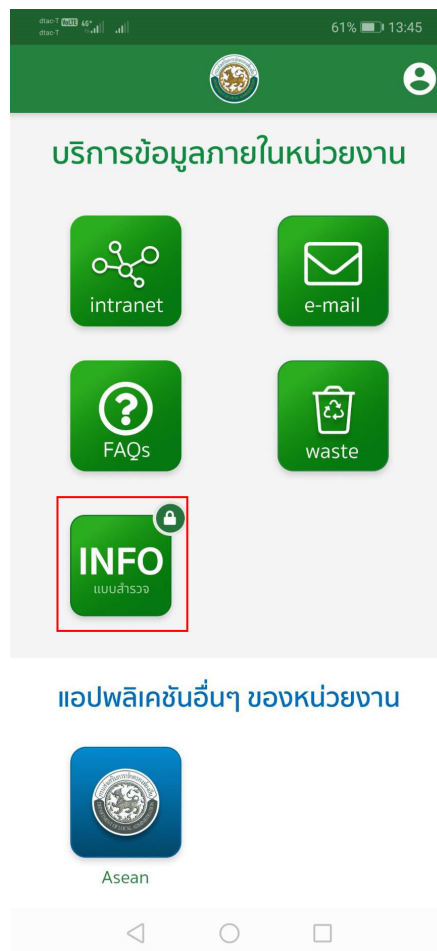 dtac-T VoLTE 4G+ 61% 13:45
dtac-T
บริการข้อมูลภายในหน่วยงาน
intranet
e-mail
FAQs
waste
INFO
แบบสำรวจ
แอปพลิเคชันอื่นๆ ของหน่วยงาน
Asean